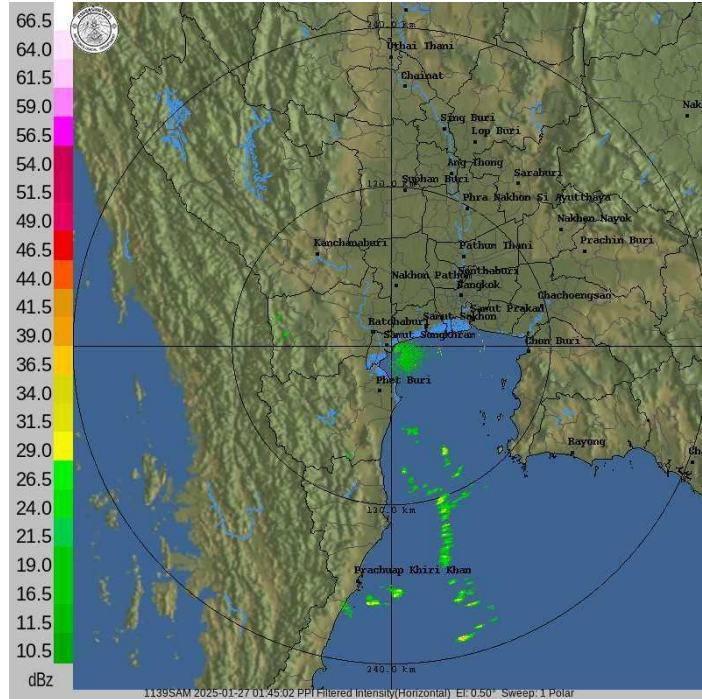 66.5
64.0
61.5
59.0
56.5
54.0
51.5
49.0
46.5
44.0
41.5
39.0
36.5
34.5
31.5
29.0
26.5
24.0
21.5
19.0
16.5
11.5
10.5
dBz
240.0 km
Uthai Thani
Chainat
Nak
Sing Buri
Lop Buri
Ang Thong
Saraburi
120.0 km
Suphan Buri
Phra Nakhon Si Ayutthaya
Nakhon Nayok
Kanchanaburi
Pathum Thani
Prachin Buri
Nakhon Pathom
Nonthaburi
Bangkok
Chachoengsao
Samut Prakan
Ratchaburi
Samut Sakhon
Samut Songkhram
Chon Buri
Phet Buri
Rayong
Cha
120.0 km
Prachuap Khiri Khan
240.0 km
1139SAM 2025-01-27 01:45:02 PPI Filtered Intensity(Horizontal) El: 0.50° Sweep: 1 Polar